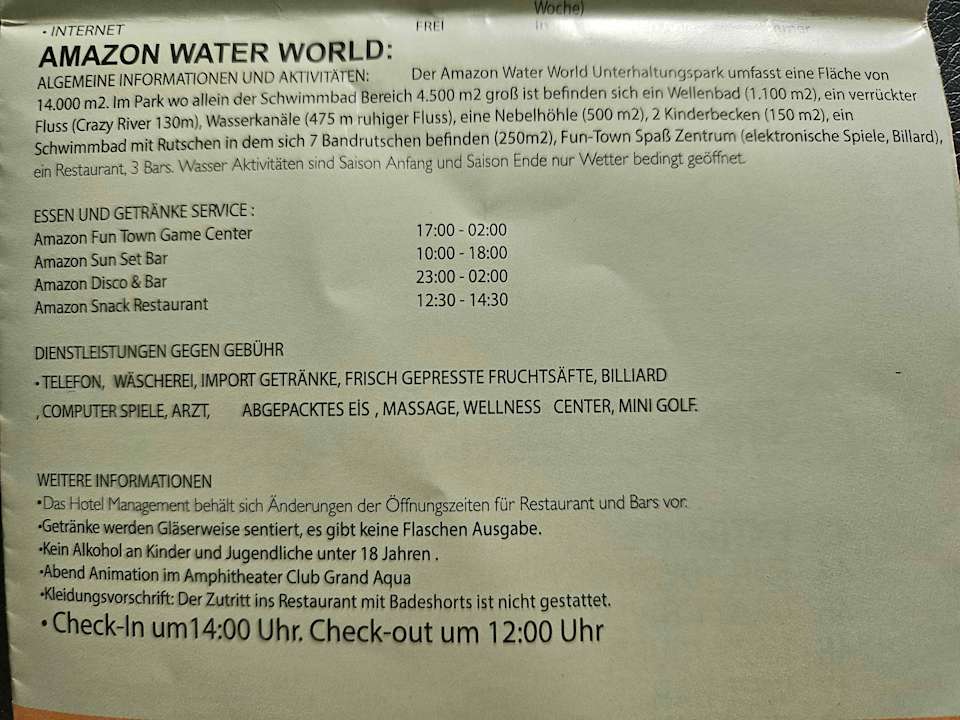 Woche)
• INTERNET FREI
AMAZON WATER WORLD:
ALGEMEINE INFORMATIONEN UND AKTIVITÄTEN: Der Amazon Water World Unterhaltungspark umfasst eine Fläche von
14.000 m2. Im Park wo allein der Schwimmbad Bereich 4.500 m2 groß ist befinden sich ein Wellenbad (1.100 m2), ein verrückter
Fluss (Crazy River 130m), Wasserkanäle (475 m ruhiger Fluss), eine Nebelhöhle (500 m2), 2 Kinderbecken (150 m2), ein
Schwimmbad mit Rutschen in dem sich 7 Bandrutschen befinden (250m2), Fun-Town Spaß Zentrum (elektronische Spiele, Billard),
ein Restaurant, 3 Bars. Wasser Aktivitäten sind Saison Anfang und Saison Ende nur Wetter bedingt geöffnet.
ESSEN UND GETRÄNKE SERVICE :
Amazon Fun Town Game Center 17:00 - 02:00
Amazon Sun Set Bar 10:00 - 18:00
Amazon Disco & Bar 23:00 - 02:00
Amazon Snack Restaurant 12:30 - 14:30
DIENSTLEISTUNGEN GEGEN GEBÜHR
• TELEFON, WÄSCHEREI, IMPORT GETRÄNKE, FRISCH GEPRESSTE FRUCHTSÄFTE, BILLIARD
, COMPUTER SPIELE, ARZT, ABGEPACKTES EİS , MASSAGE, WELLNESS CENTER, MINI GOLF.
WEITERE INFORMATIONEN
•Das Hotel Management behält sich Änderungen der Öffnungszeiten für Restaurant und Bars vor.
•Getränke werden Gläserweise sentiert, es gibt keine Flaschen Ausgabe.
•Kein Alkohol an Kinder und Jugendliche unter 18 Jahren .
•Abend Animation im Amphitheater Club Grand Aqua
•Kleidungsvorschrift: Der Zutritt ins Restaurant mit Badeshorts ist nicht gestattet.
• Check-In um14:00 Uhr. Check-out um 12:00 Uhr